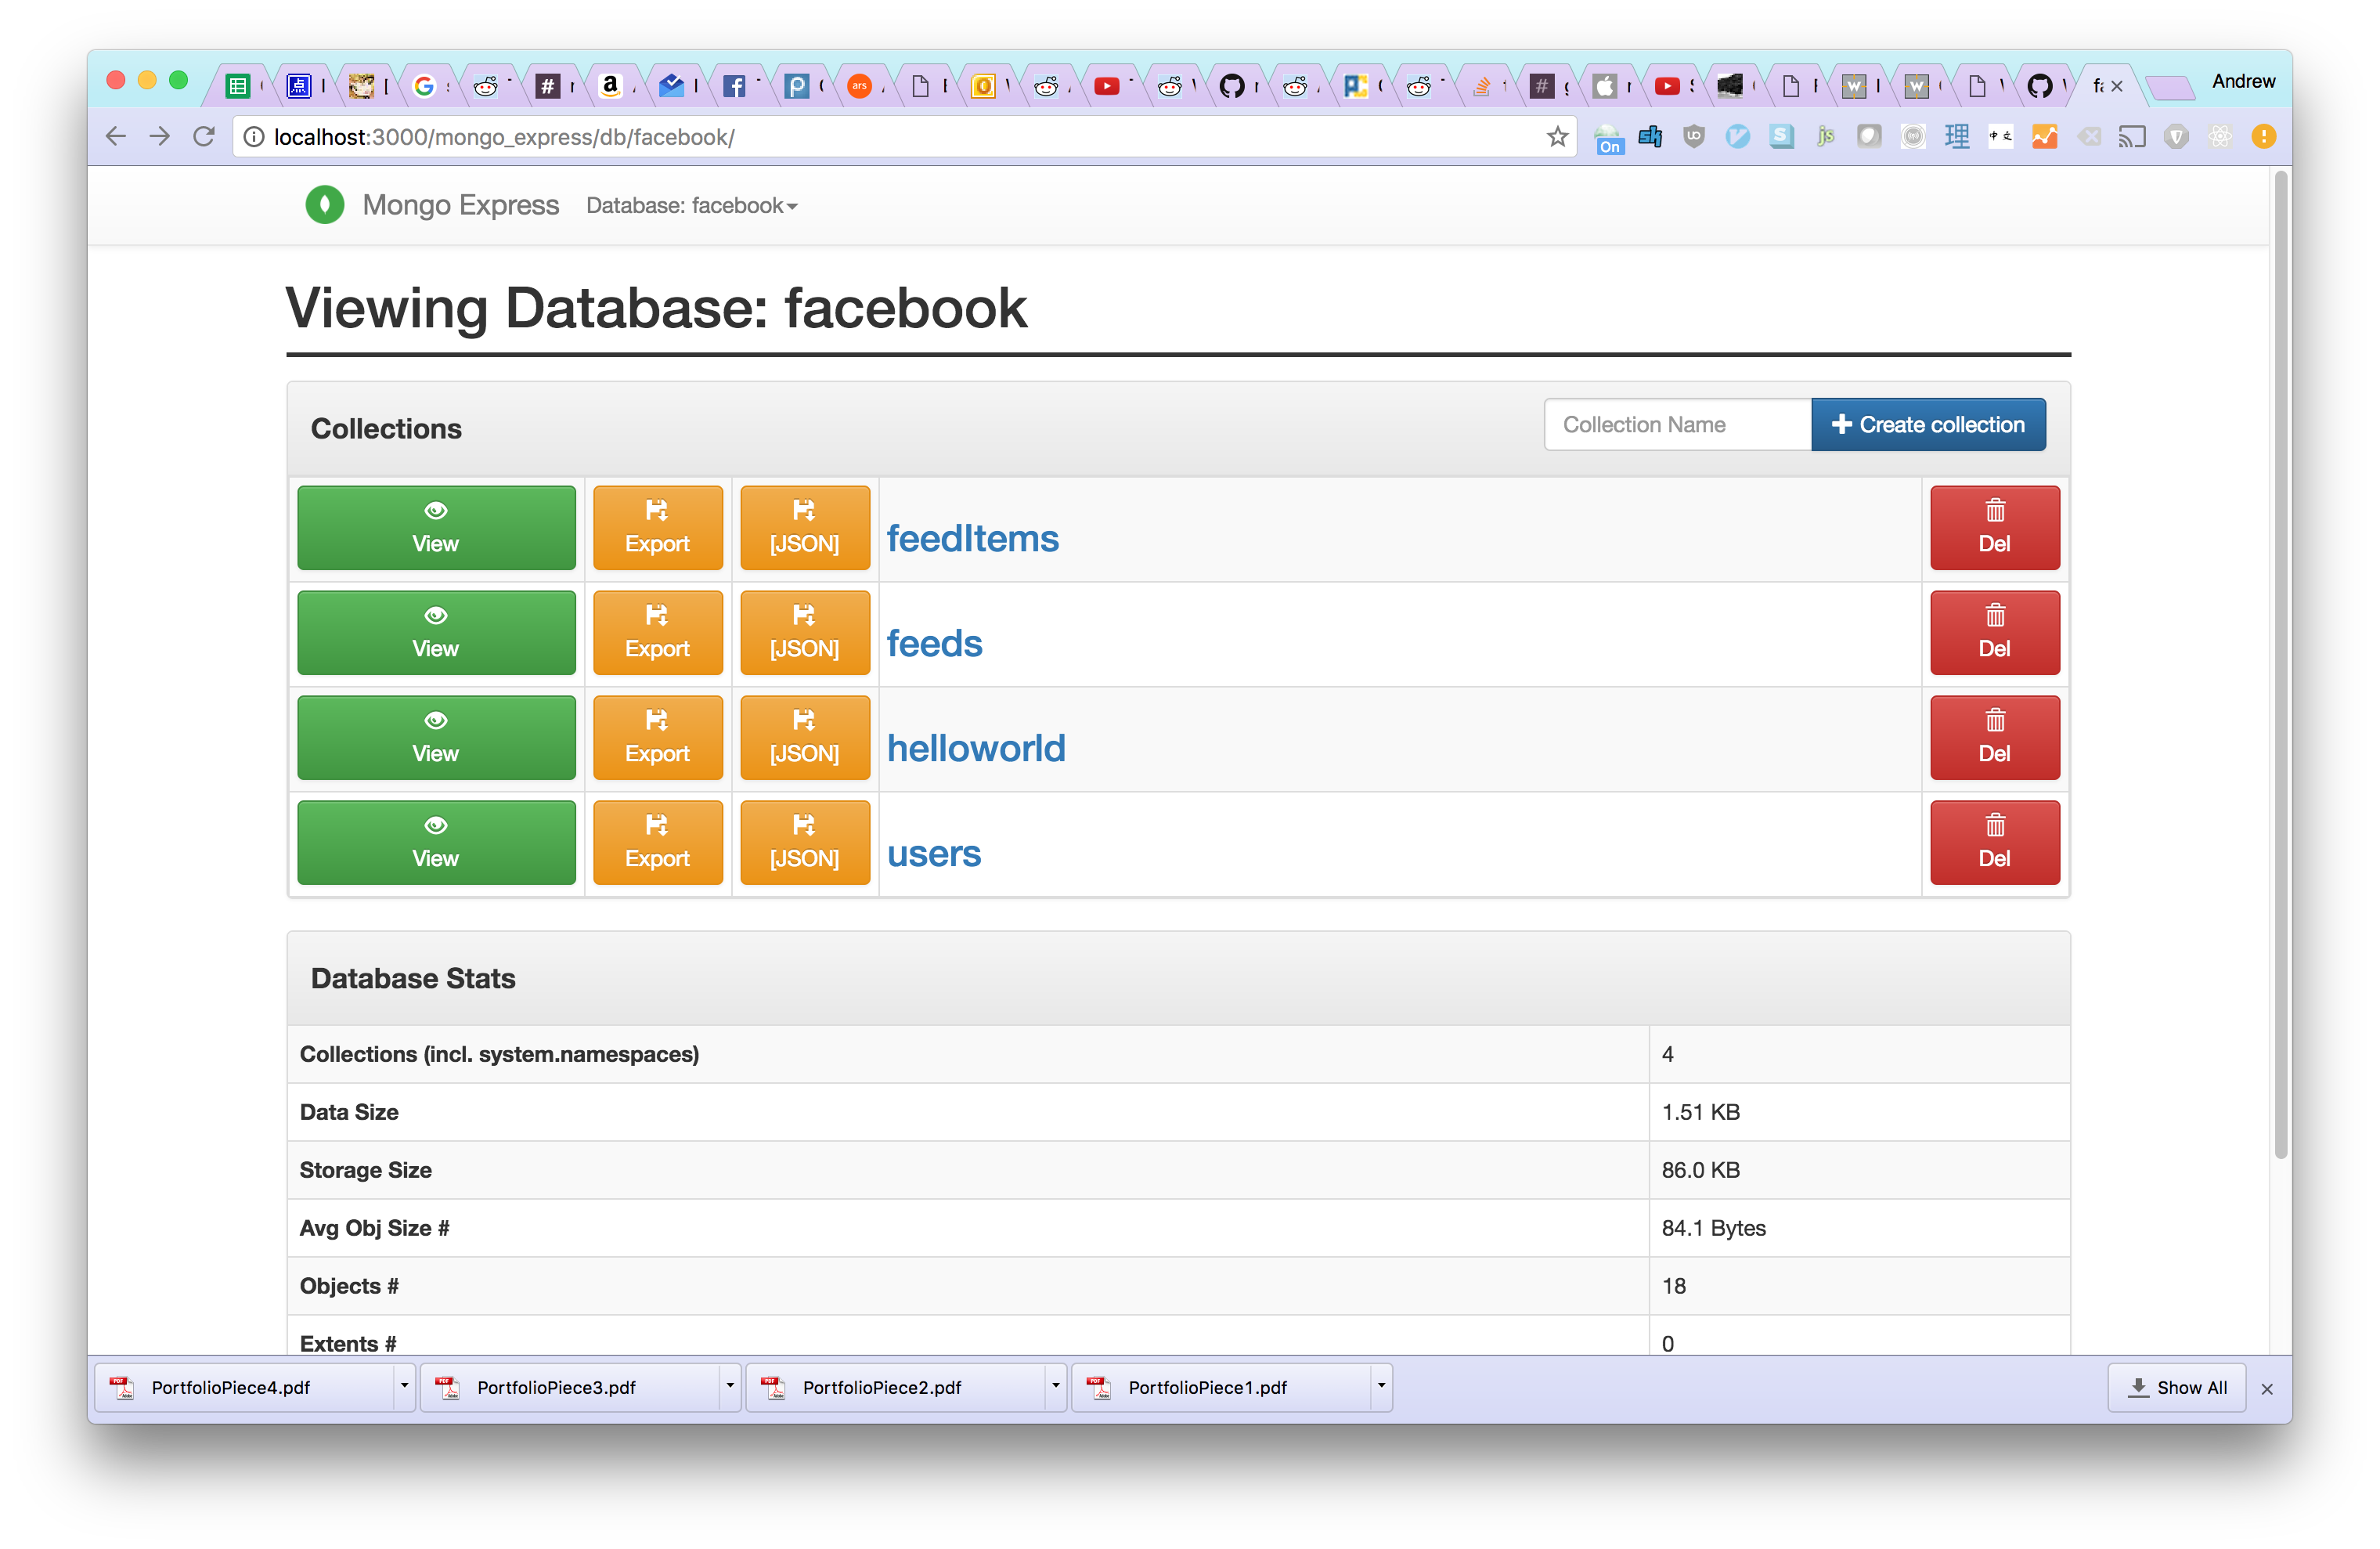 Andrew
localhost:3000/mongo_express/db/facebook/
On
Mongo Express Database: facebook
Viewing Database: facebook
Collections Collection Name Create collection
View Export [JSON] feedItems Del
View Export [JSON] feeds Del
View Export [JSON] helloworld Del
View Export [JSON] users Del
Database Stats
Collections (incl. system.namespaces) 4
Data Size 1.51 KB
Storage Size 86.0 KB
Avg Obj Size # 84.1 Bytes
Objects # 18
Extents # 0
PortfolioPiece4.pdf PortfolioPiece3.pdf PortfolioPiece2.pdf PortfolioPiece1.pdf Show All